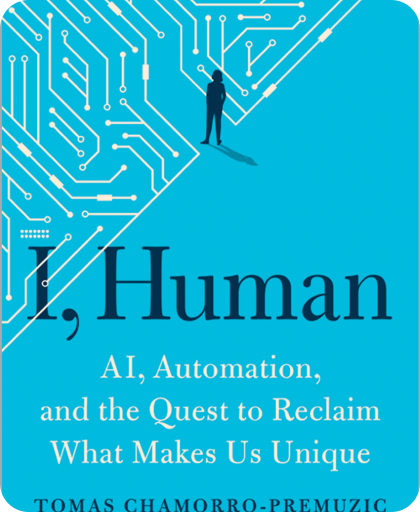 I, Human
AI, Automation,
and the Quest to Reclaim
What Makes Us Unique
TOMAS CHAMORRO-PREMUZIC